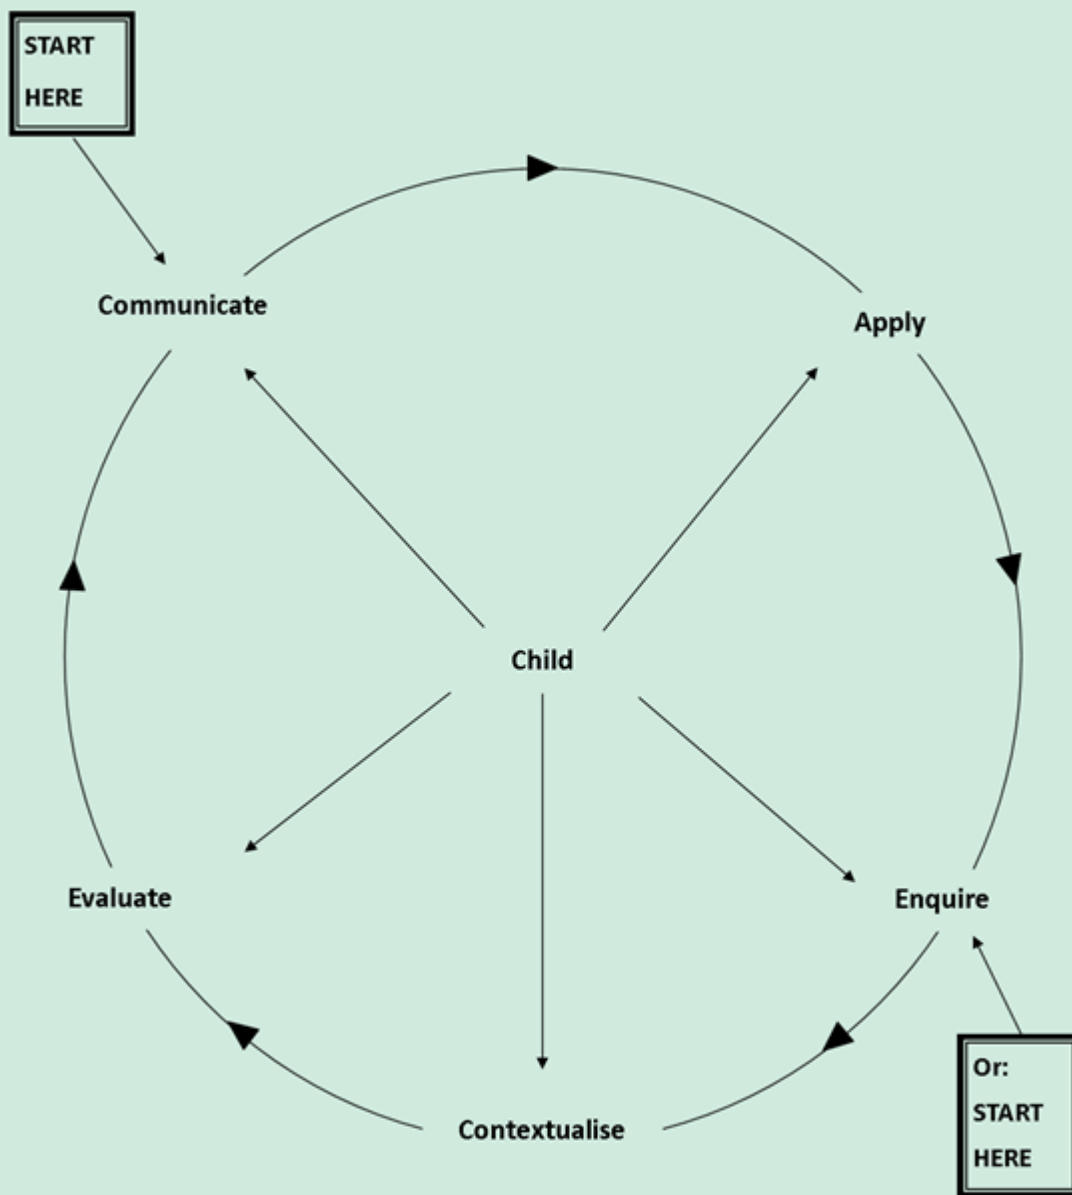 START
HERE
Communicate
Apply
Child
Evaluate
Enquire
Contextualise
Or:
START
HERE